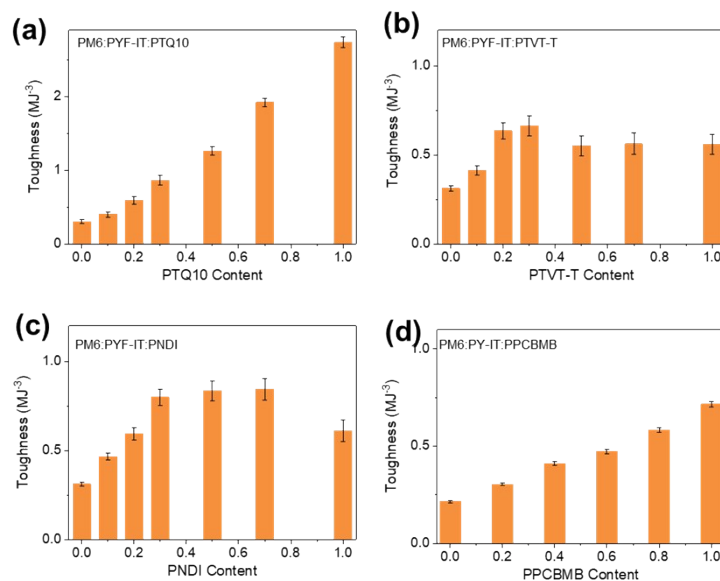 (a)
PM6:PYF-IT:PTQ10
Toughness (MJ-3)
2
1
0
0.0 0.2 0.4 0.6 0.8 1.0
PTQ10 Content
(b)
PM6:PYF-IT:PTVT-T
Toughness (MJ-3)
1.0
0.5
0.0
0.0 0.2 0.4 0.6 0.8 1.0
PTVT-T Content
(c)
PM6:PYF-IT:PNDI
Toughness (MJ-3)
1.0
0.5
0.0
0.0 0.2 0.4 0.6 0.8 1.0
PNDI Content
(d)
PM6:PY-IT:PPCBMB
Toughness (MJ-3)
1.0
0.5
0.0
0.0 0.2 0.4 0.6 0.8 1.0
PPCBMB Content